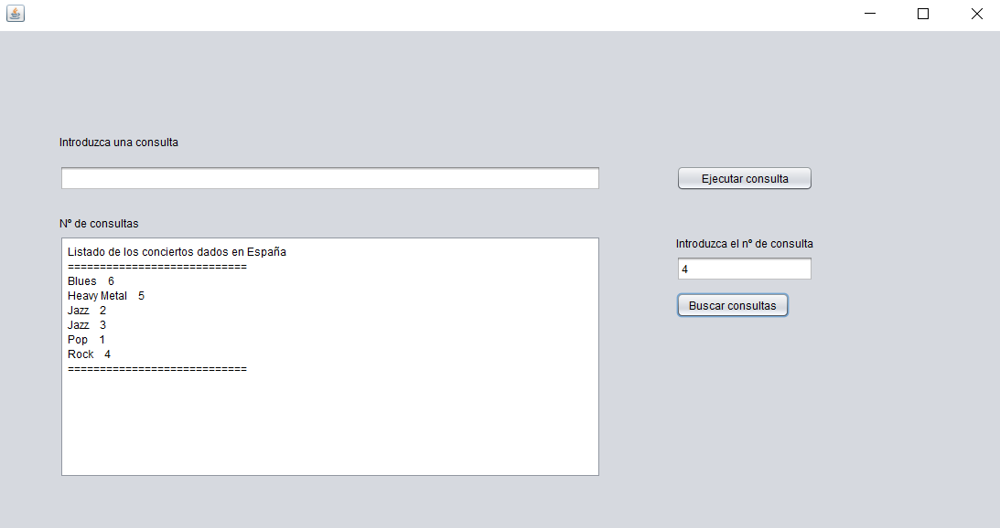 Introduzca una consulta
Ejecutar consulta
Nº de consultas
Introduzca el nº de consulta
4
Buscar consultas
Listado de los conciertos dados en España
============================
Blues 6
Heavy Metal 5
Jazz 2
Jazz 3
Pop 1
Rock 4
============================